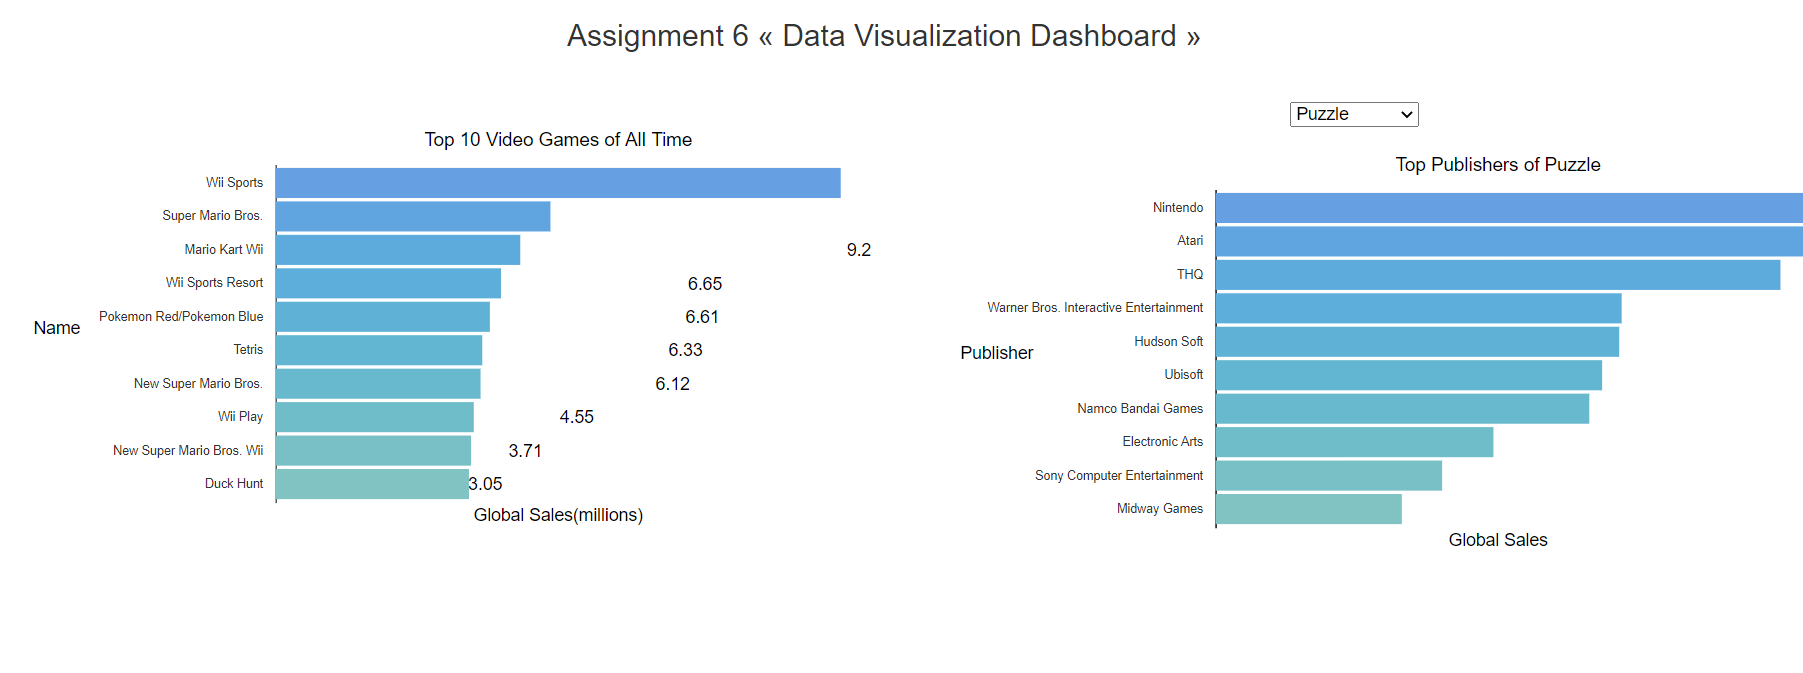 Assignment 6 « Data Visualization Dashboard »
Top 10 Video Games of All Time
Wii Sports
Super Mario Bros.
Mario Kart Wii
9.2
Wii Sports Resort
6.65
Pokemon Red/Pokemon Blue
6.61
Name
Tetris
6.33
New Super Mario Bros.
6.12
Wii Play
4.55
New Super Mario Bros. Wii
3.71
Duck Hunt
3.05
Global Sales(millions)
Puzzle
Top Publishers of Puzzle
Nintendo
Atari
THQ
Warner Bros. Interactive Entertainment
Hudson Soft
Publisher
Ubisoft
Namco Bandai Games
Electronic Arts
Sony Computer Entertainment
Midway Games
Global Sales